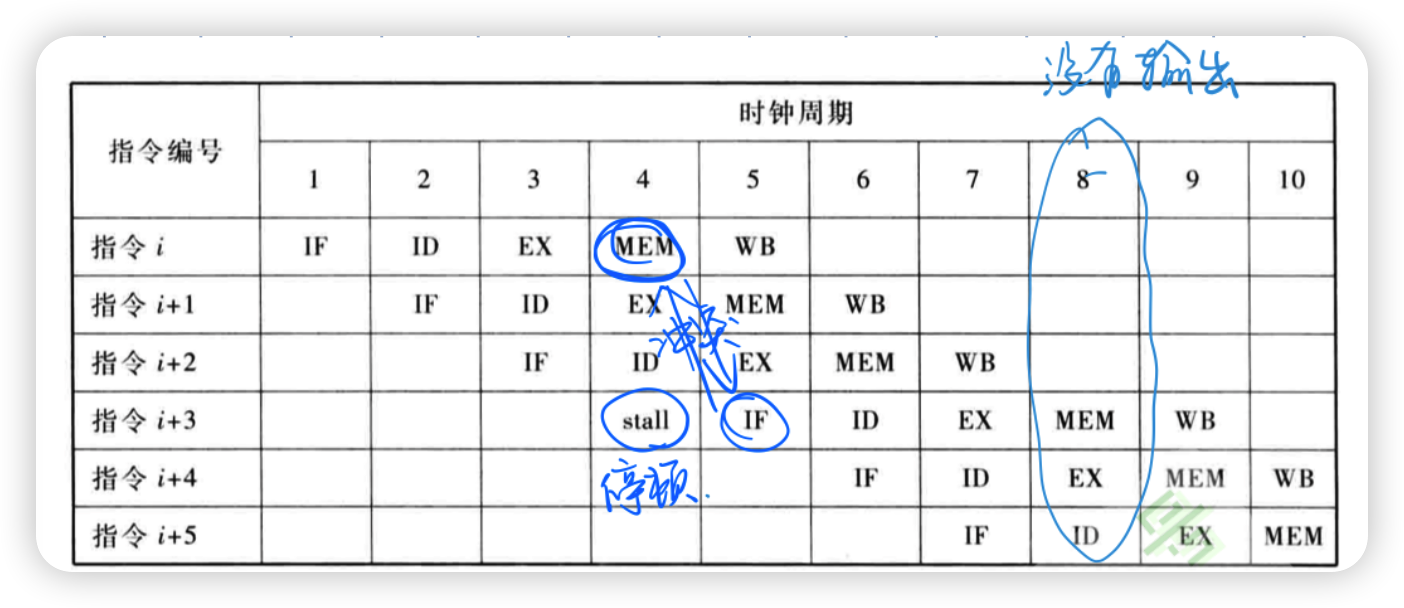 没有输出
时钟周期
指令编号
1 2 3 4 5 6 7 8 9 10
指令 i IF ID EX MEM WB
指令 i+1 IF ID EX MEM WB
冲突
指令 i+2 IF ID EX MEM WB
指令 i+3 stall IF ID EX MEM WB
停顿.
指令 i+4 IF ID EX MEM WB
指令 i+5 IF ID EX MEM